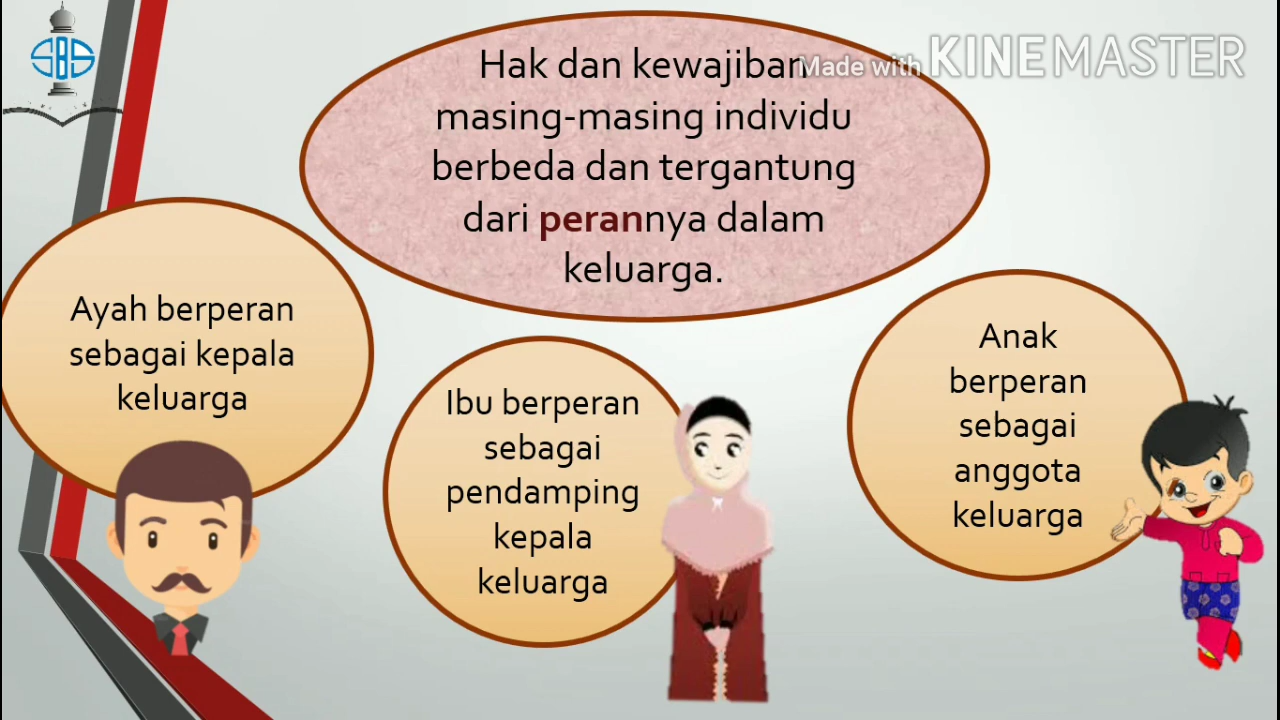 SBS
Hak dan kewajiban
masing-masing individu
berbeda dan tergantung
dari perannya dalam
keluarga.
Made with KINEMASTER
Ayah berperan
sebagai kepala
keluarga
Ibu berperan
sebagai
pendamping
kepala
keluarga
Anak
berperan
sebagai
anggota
keluarga